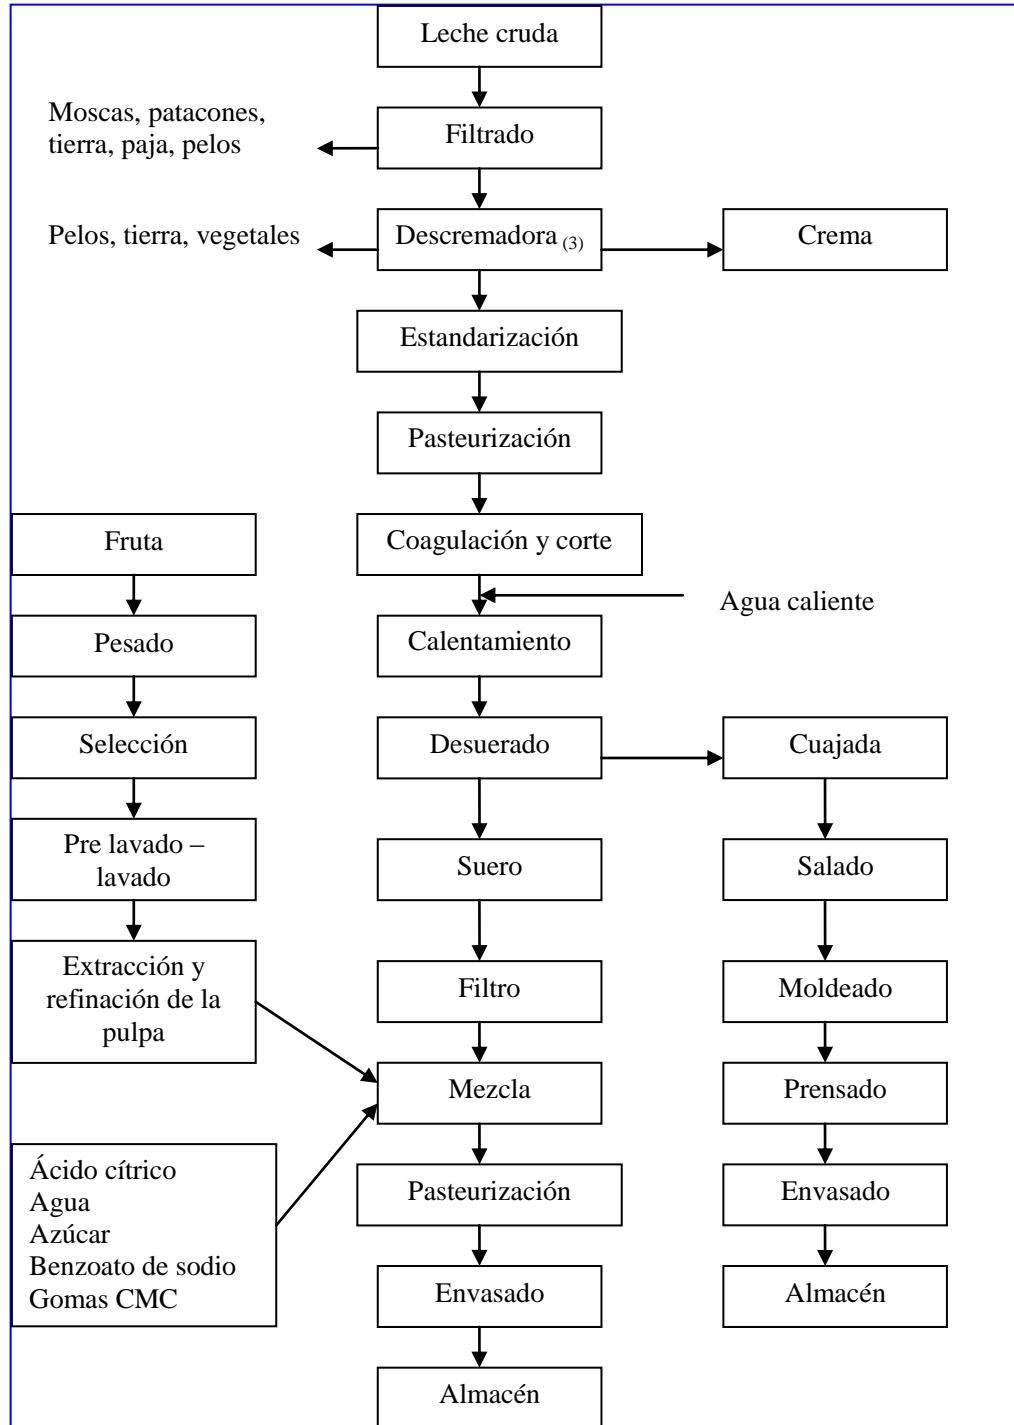 Leche cruda
Moscas, patacones,
tierra, paja, pelos
Filtrado
Pelos, tierra, vegetales
Descremadora (3)
Crema
Estandarización
Pasteurización
Fruta
Coagulación y corte
Agua caliente
Pesado
Calentamiento
Selección
Desuerado
Cuajada
Pre lavado –
lavado
Suero
Salado
Extracción y
refinación de la
pulpa
Filtro
Moldeado
Mezcla
Prensado
Ácido cítrico
Agua
Azúcar
Benzoato de sodio
Gomas CMC
Pasteurización
Envasado
Envasado
Almacén
Almacén